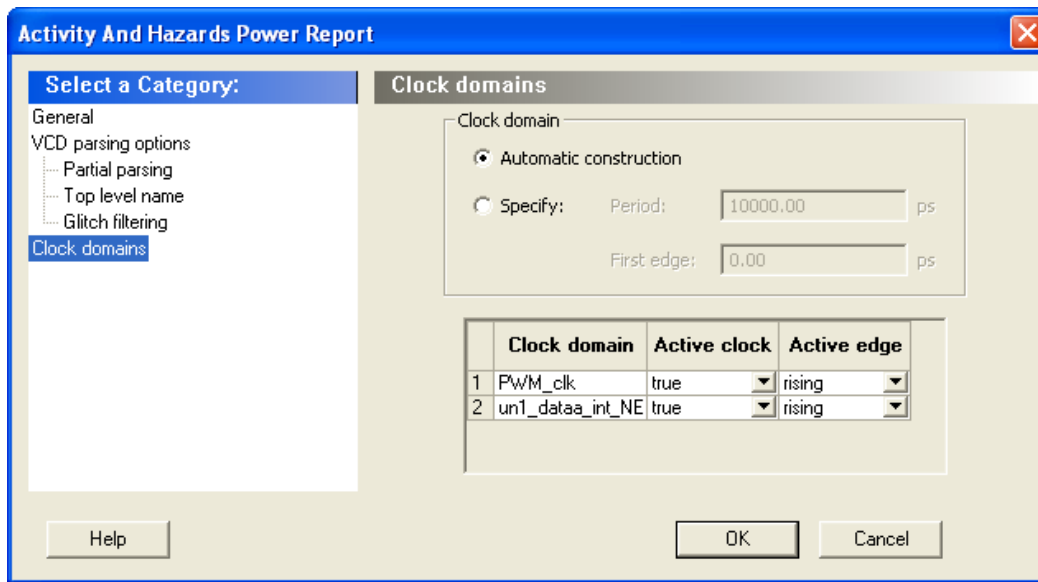 Activity And Hazards Power Report
Select a Category:
General
VCD parsing options
Partial parsing
Top level name
Glitch filtering
Clock domains
Clock domains
Clock domain
Automatic construction
Specify: Period: 10000.00 ps
First edge: 0.00 ps
Clock domain Active clock Active edge
1 PWM_clk true rising
2 un1_dataa_int_NE true rising
Help OK Cancel